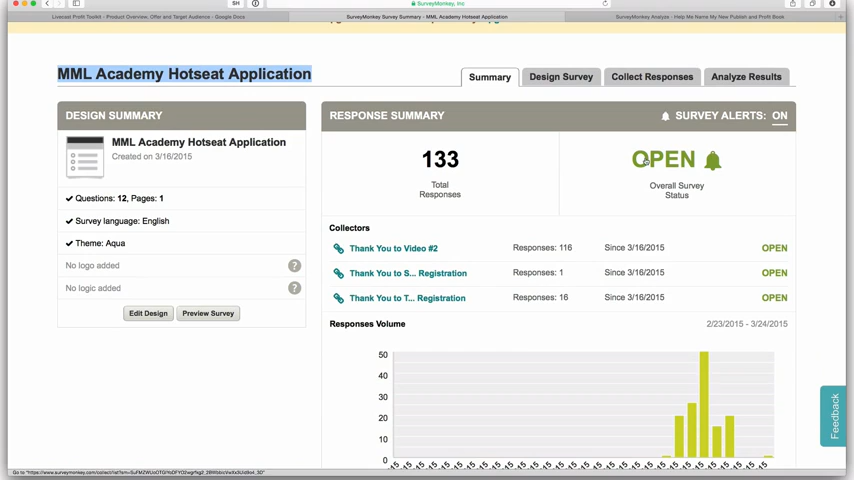 SurveyMonkey, Inc
Livecast Profit Toolkit - Product Overview, Offer and Target Audience - Google Docs
SurveyMonkey Survey Summary - MML Academy Hotseat Application
SurveyMonkey Analyze - Help Me Name My New Publish and Profit Book
MML Academy Hotseat Application
Summary
Design Survey
Collect Responses
Analyze Results
DESIGN SUMMARY
MML Academy Hotseat Application
Created on 3/16/2015
Questions: 12, Pages: 1
Survey language: English
Theme: Aqua
No logo added
?
No logic added
?
Edit Design
Preview Survey
RESPONSE SUMMARY
SURVEY ALERTS: ON
133
Total
Responses
OPEN
Overall Survey
Status
Collectors
Thank You to Video #2 Responses: 116 Since 3/16/2015 OPEN
Thank You to S... Registration Responses: 1 Since 3/16/2015 OPEN
Thank You to T... Registration Responses: 16 Since 3/16/2015 OPEN
Responses Volume 2/23/2015 - 3/24/2015
50
40
30
20
10
0
Feedback